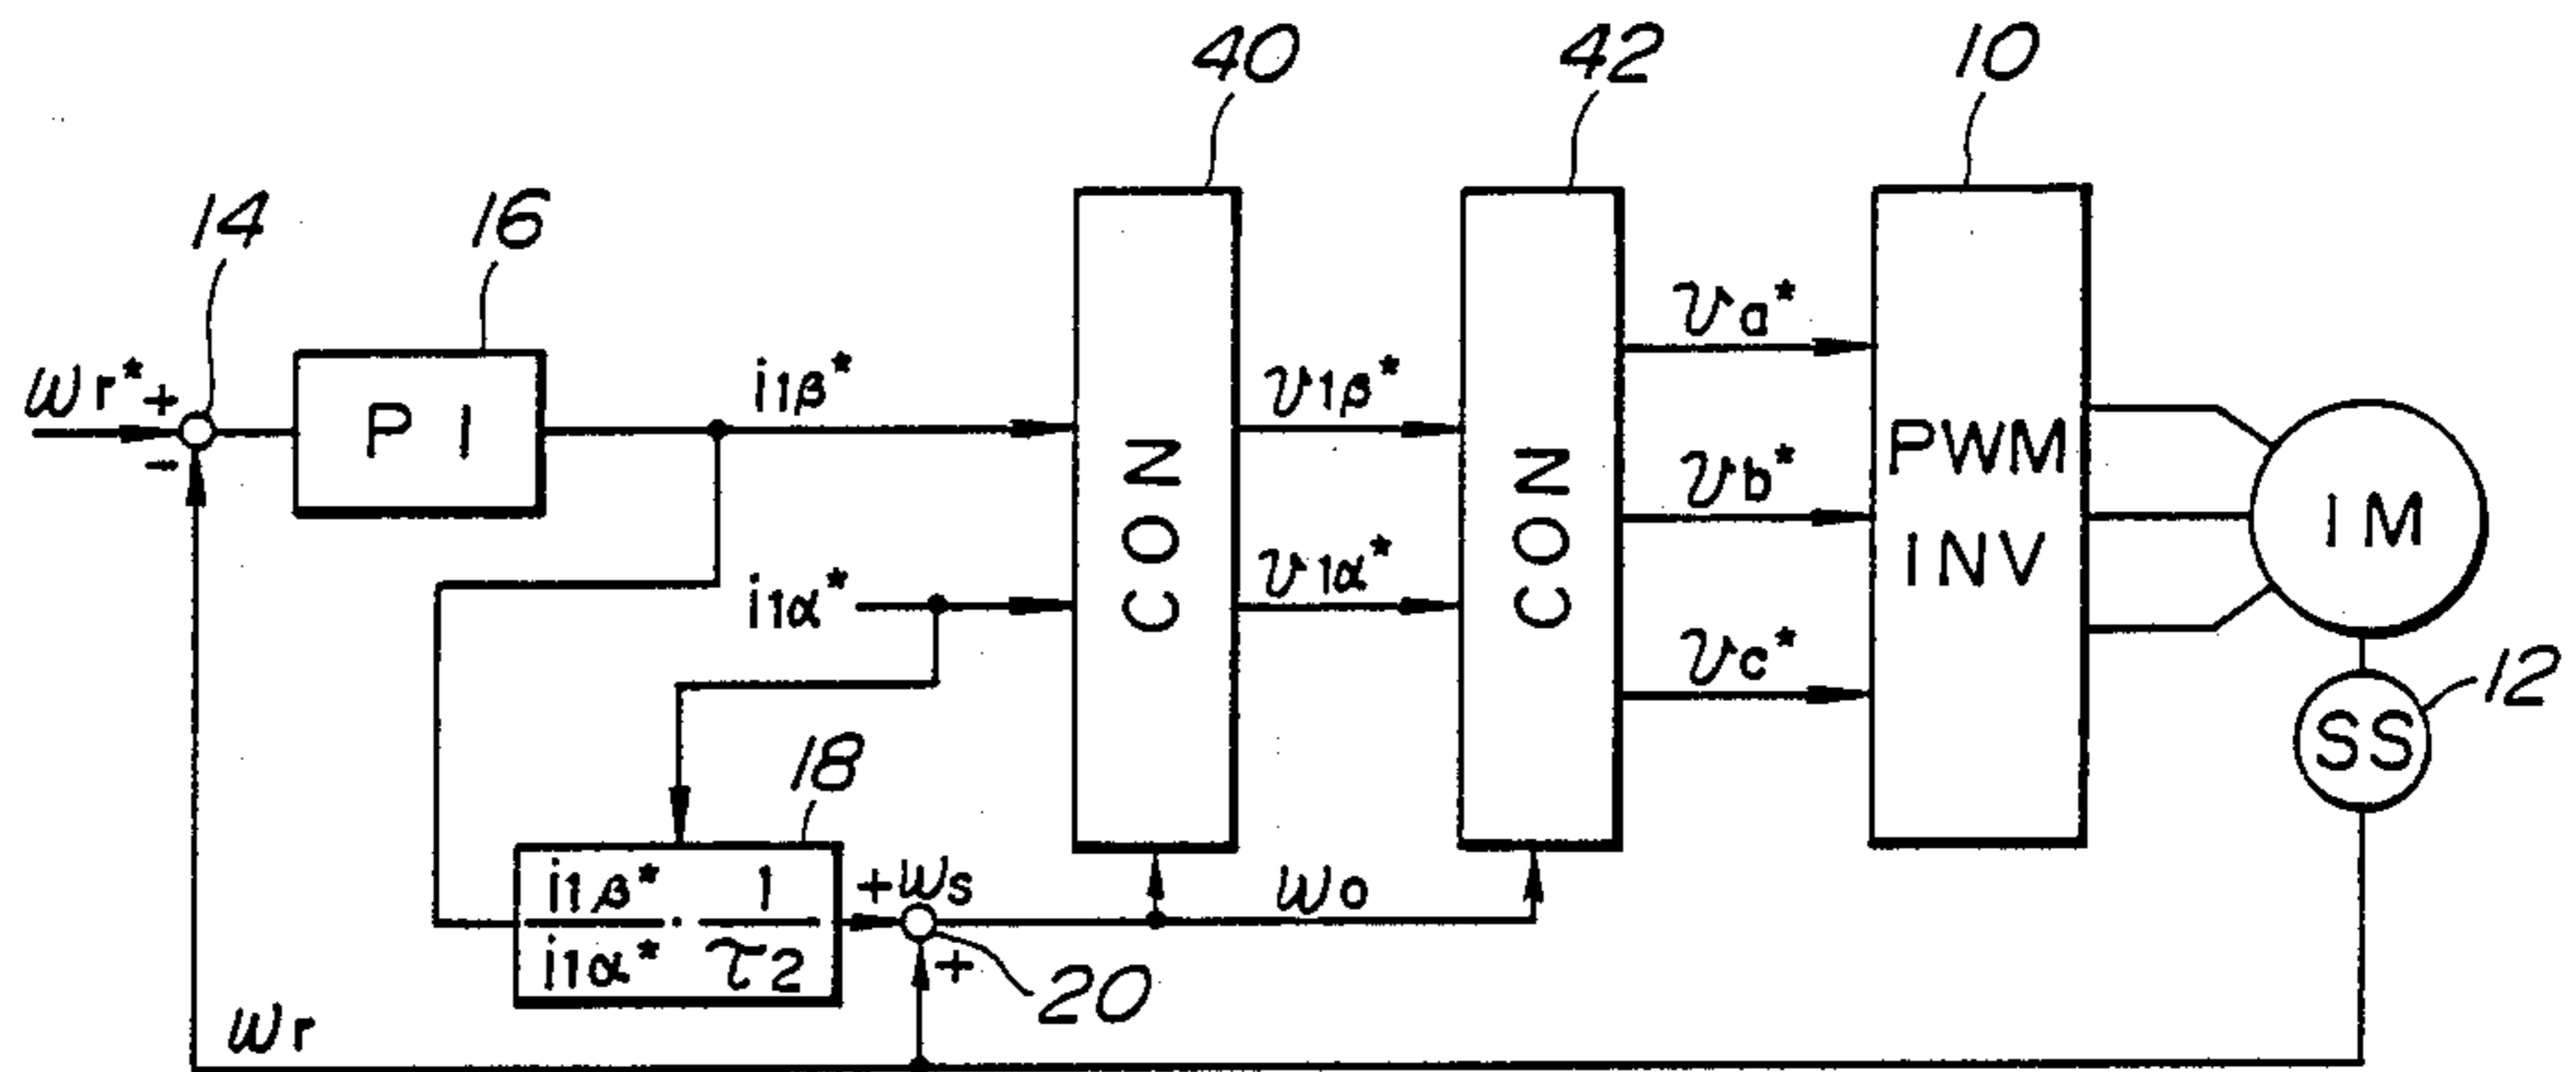 40
42
10
14
16
ωr*
+
-
PI
i1β*
i1α*
CON
v1β*
v1α*
CON
va*
vb*
vc*
PWM
INV
IM
SS
12
18
i1β*/i1α* · 1/τ2
+
ωs
+
20
ωo
ωr